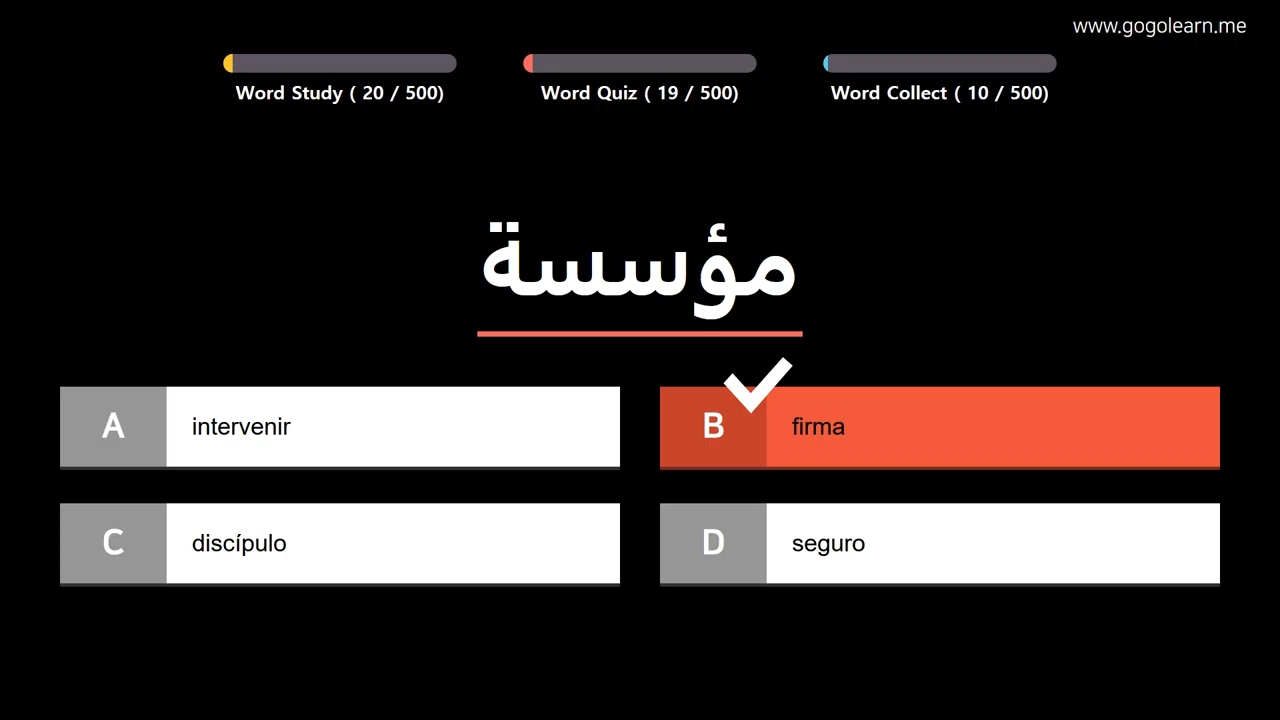 www.gogolearn.me
Word Study ( 20 / 500)
Word Quiz ( 19 / 500)
Word Collect ( 10 / 500)
مؤسسة
A intervenir
B firma
C discípulo
D seguro